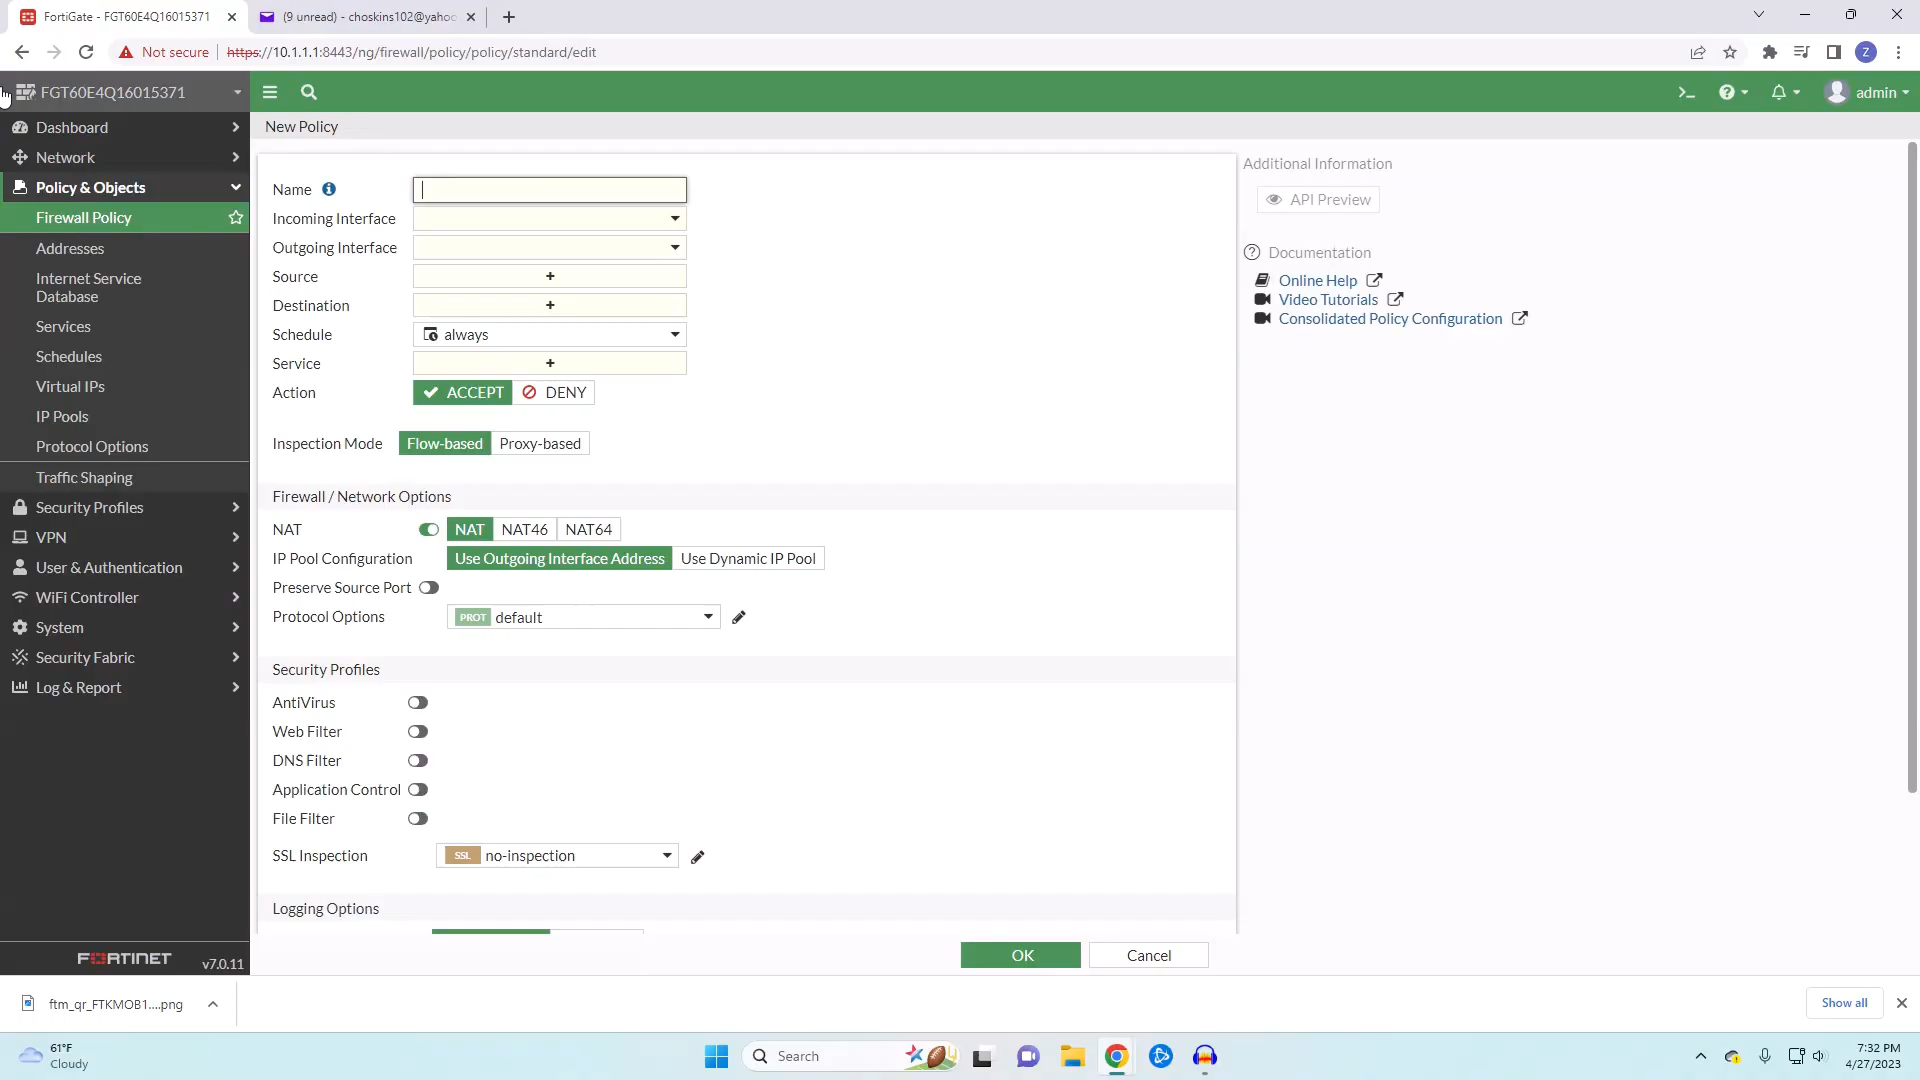 FortiGate - FGT60E4Q16015371
(9 unread) - choskins102@yahoo
Not secure
https://10.1.1.1:8443/ng/firewall/policy/policy/standard/edit
Z
FGT60E4Q16015371
admin
Dashboard
Network
Policy & Objects
Firewall Policy
Addresses
Internet Service
Database
Services
Schedules
Virtual IPs
IP Pools
Protocol Options
Traffic Shaping
Security Profiles
VPN
User & Authentication
WiFi Controller
System
Security Fabric
Log & Report
FORTINET
v7.0.11
New Policy
Name
Incoming Interface
Outgoing Interface
Source
+
Destination
+
Schedule
always
Service
+
Action
ACCEPT
DENY
Inspection Mode
Flow-based
Proxy-based
Firewall / Network Options
NAT
NAT
NAT46
NAT64
IP Pool Configuration
Use Outgoing Interface Address
Use Dynamic IP Pool
Preserve Source Port
Protocol Options
PROT
default
Security Profiles
AntiVirus
Web Filter
DNS Filter
Application Control
File Filter
SSL Inspection
SSL
no-inspection
Logging Options
OK
Cancel
Additional Information
API Preview
Documentation
Online Help
Video Tutorials
Consolidated Policy Configuration
ftm_qr_FTKMOB1....png
Show all
61°F
Cloudy
Search
7:32 PM
4/27/2023